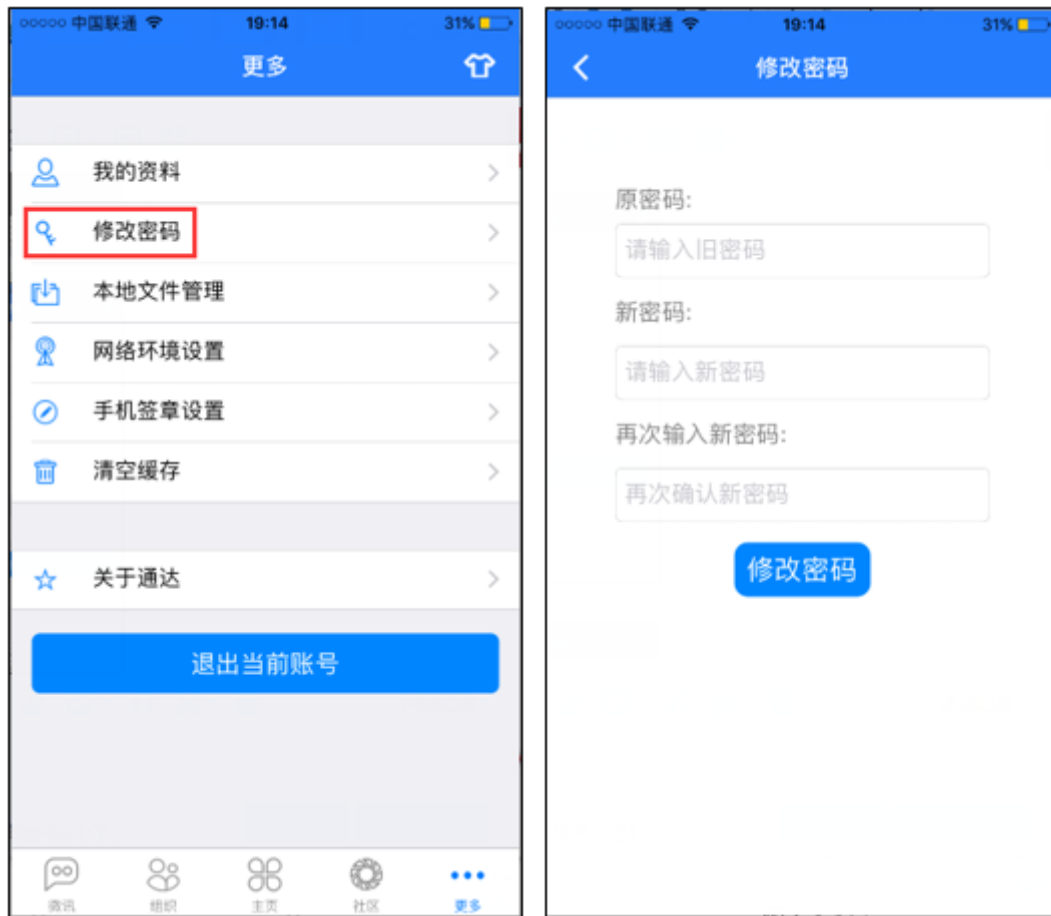 中国联通 19:14 31%
更多
我的资料
修改密码
本地文件管理
网络环境设置
手机签章设置
清空缓存
关于通达
退出当前账号
微讯 组织 主页 社区 更多
中国联通 19:14 31%
修改密码
原密码:
请输入旧密码
新密码:
请输入新密码
再次输入新密码:
再次确认新密码
修改密码